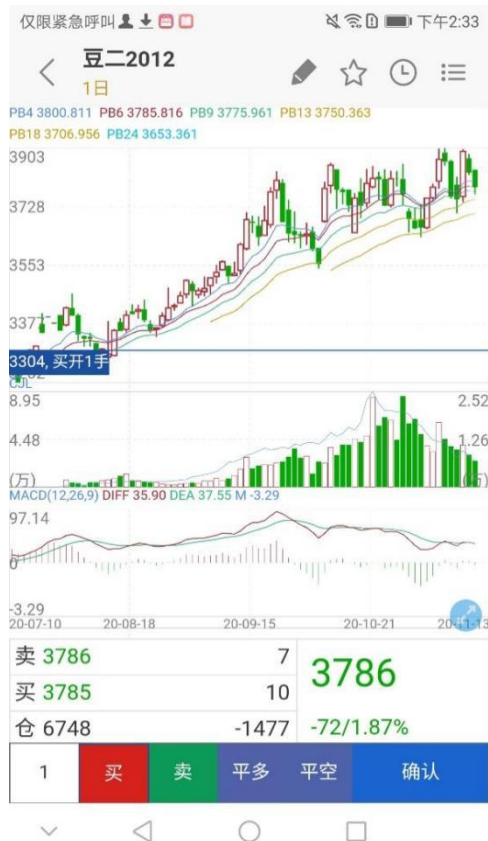 仅限紧急呼叫 下午2:33
豆二2012
1日
PB4 3800.811 PB6 3785.816 PB9 3775.961 PB13 3750.363
PB18 3706.956 PB24 3653.361
3903
3728
3553
3377
3304, 买开1手
CJL
8.95 2.52
4.48 1.26
(万) (万)
MACD(12,26,9) DIFF 35.90 DEA 37.55 M -3.29
97.14
0
-3.29
20-07-10 20-08-18 20-09-15 20-10-21 20-11-13
卖 3786 7
3786
买 3785 10
仓 6748 -1477 -72/1.87%
1 买 卖 平多 平空 确认